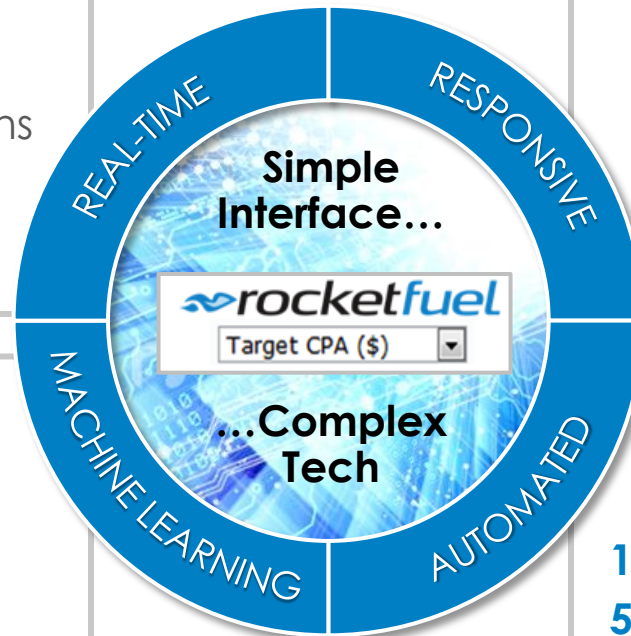 REAL-TIME
RESPONSIVE
ns
Simple
Interface…
rocketfuel
Target CPA ($)
…Complex
Tech
MACHINE LEARNING
AUTOMATED
1
5